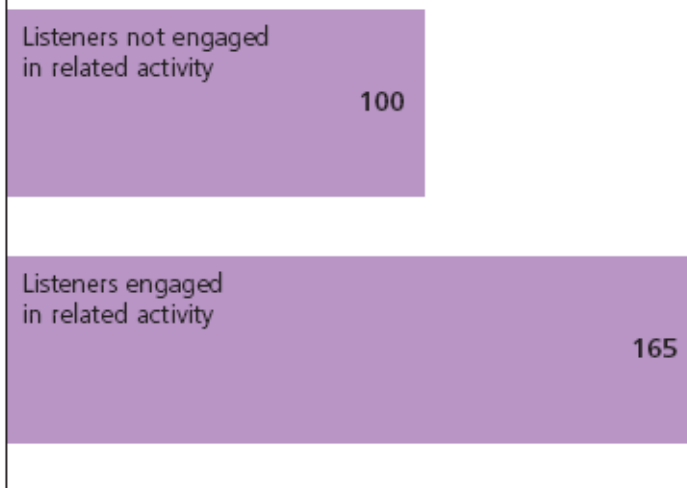 Listeners not engaged
in related activity
100
Listeners engaged
in related activity
165